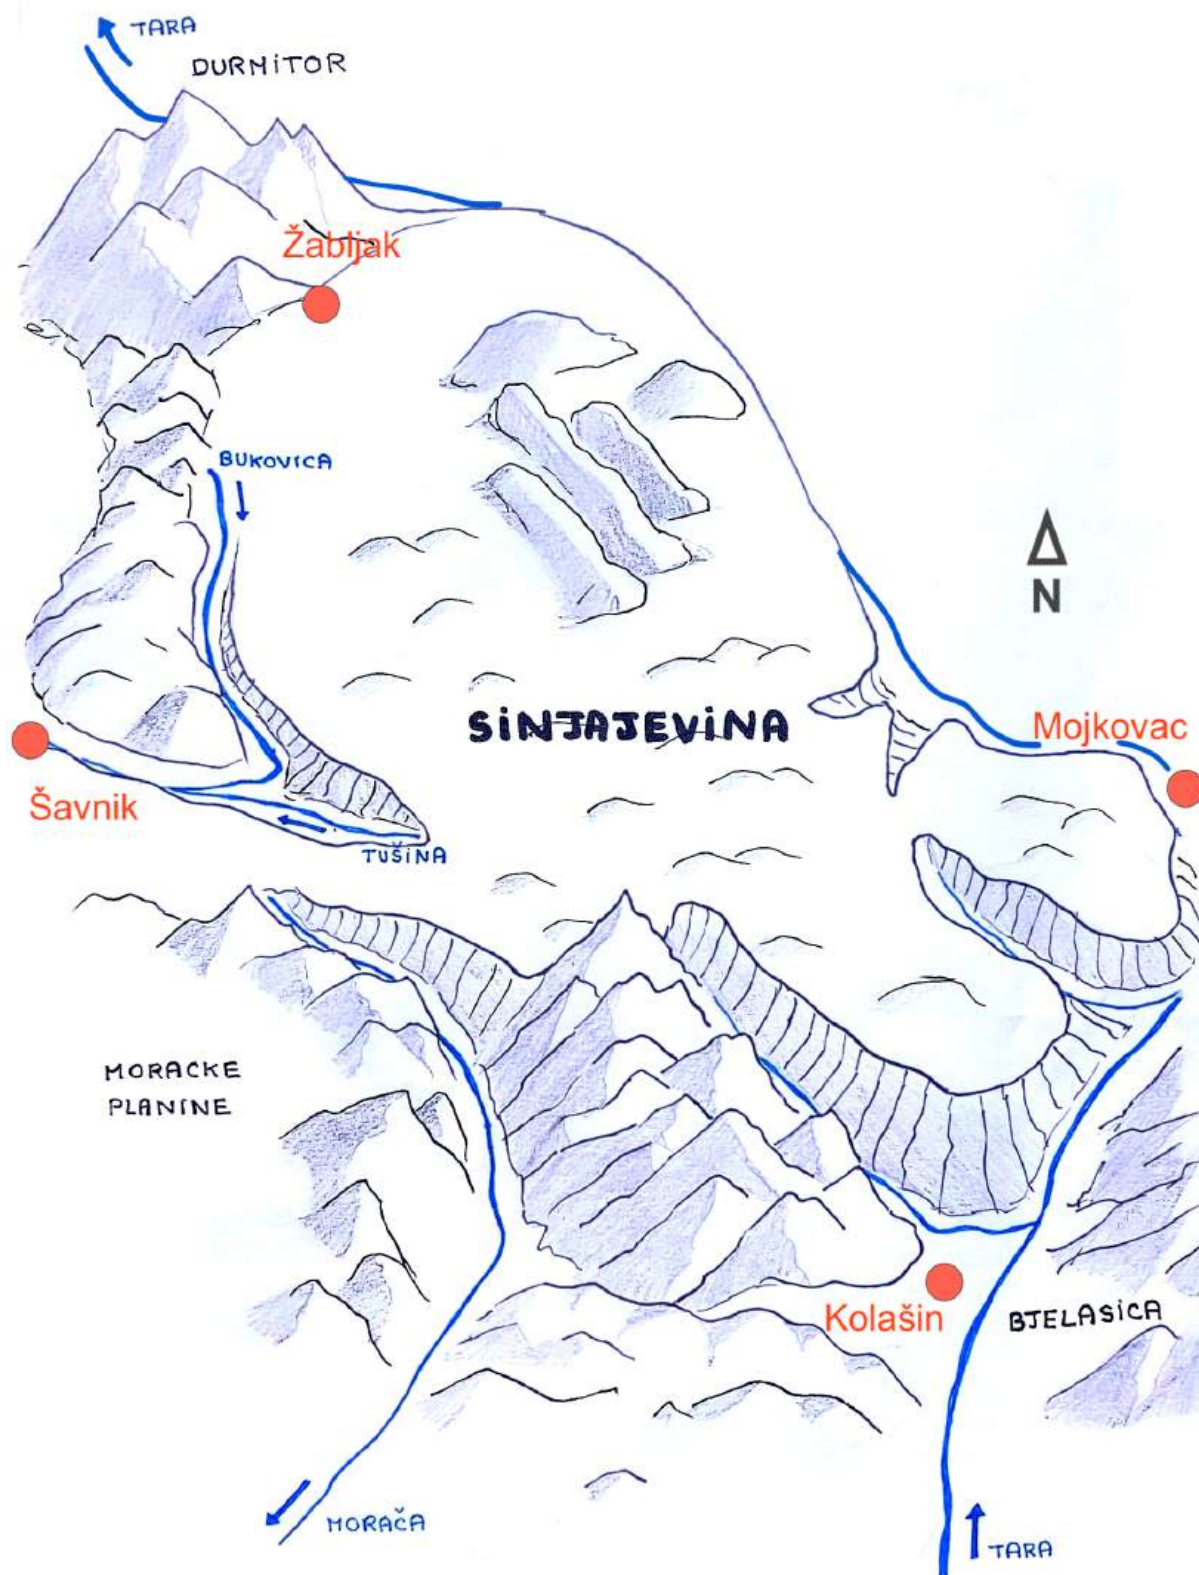 TARA
DURMITOR
Žabljak
BUKOVICA
N
SINJAJEVINA
Mojkovac
Šavnik
TUŠINA
MORACKE
PLANINE
Kolašin
BJELASICA
MORAČA
TARA